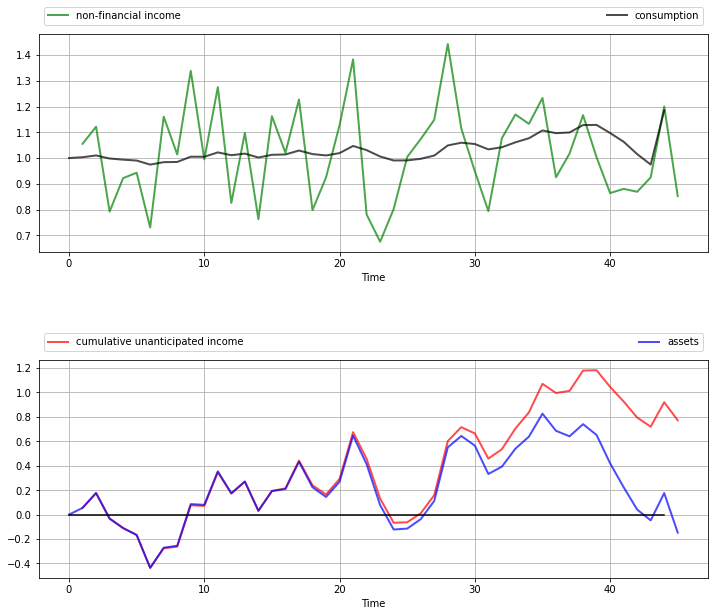 non-financial income consumption
1.4
1.3
1.2
1.1
1.0
0.9
0.8
0.7
0 10 20 30 40
Time
cumulative unanticipated income assets
1.2
1.0
0.8
0.6
0.4
0.2
0.0
−0.2
−0.4
0 10 20 30 40
Time